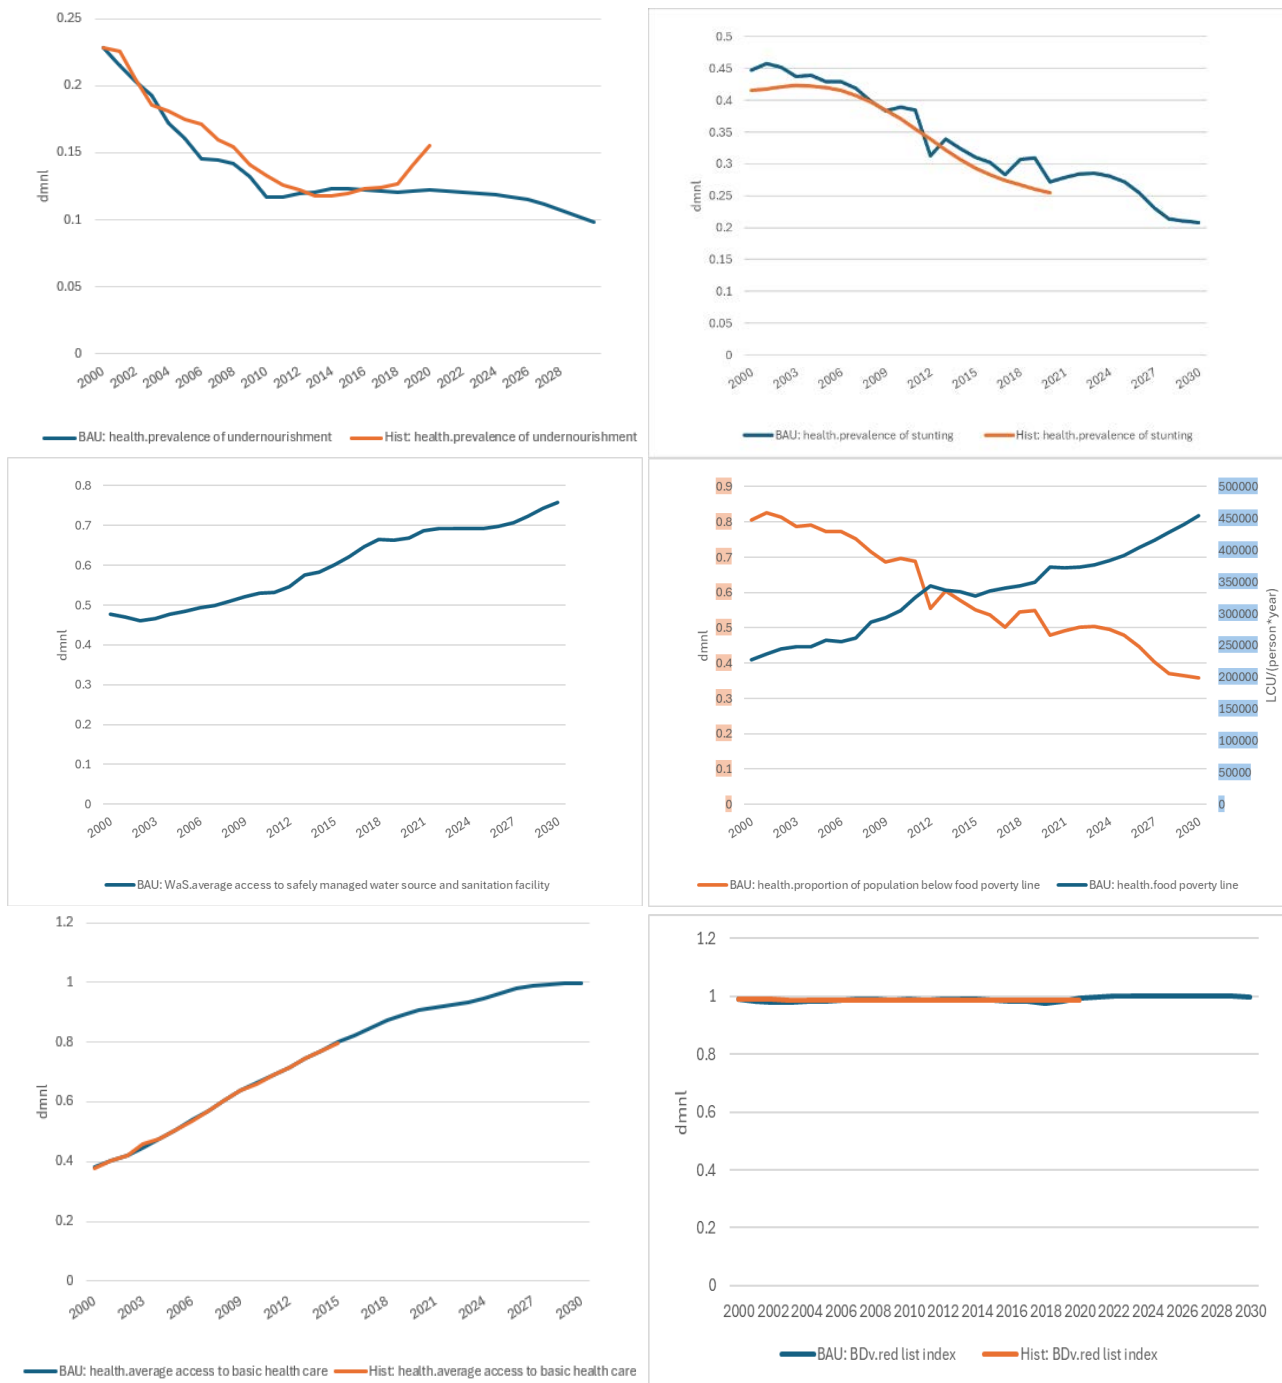 0.25
0.2
0.15
0.1
0.05
0
dmnl
2000 2002 2004 2006 2008 2010 2012 2014 2016 2018 2020 2022 2024 2026 2028
BAU: health.prevalence of undernourishment Hist: health.prevalence of undernourishment
0.5
0.45
0.4
0.35
0.3
0.25
0.2
0.15
0.1
0.05
0
dmnl
2000 2003 2006 2009 2012 2015 2018 2021 2024 2027 2030
BAU: health.prevalence of stunting Hist: health.prevalence of stunting
0.8
0.7
0.6
0.5
0.4
0.3
0.2
0.1
0
dmnl
2000 2003 2006 2009 2012 2015 2018 2021 2024 2027 2030
BAU: WaS.average access to safely managed water source and sanitation facility
0.9 500000
0.8 450000
0.7 400000
0.6 350000
0.5 300000
0.4 250000
0.3 200000
0.2 150000
0.1 100000
0 50000
0
dmnl
LCU/(person*year)
2000 2003 2006 2009 2012 2015 2018 2021 2024 2027 2030
BAU: health.proportion of population below food poverty line BAU: health.food poverty line
1.2
1
0.8
0.6
0.4
0.2
0
dmnl
2000 2003 2006 2009 2012 2015 2018 2021 2024 2027 2030
BAU: health.average access to basic health care Hist: health.average access to basic health care
1.2
1
0.8
0.6
0.4
0.2
0
dmnl
2000 2002 2004 2006 2008 2010 2012 2014 2016 2018 2020 2022 2024 2026 2028 2030
BAU: BDv.red list index Hist: BDv.red list index